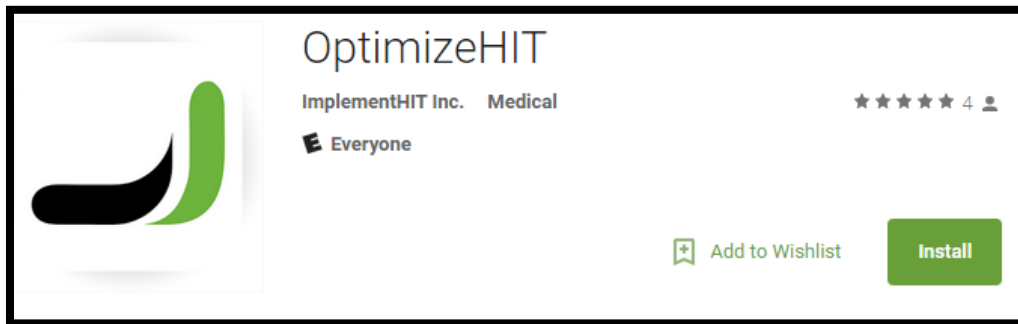 OptimizeHIT
ImplementHIT Inc. Medical 4
E Everyone
Add to Wishlist Install